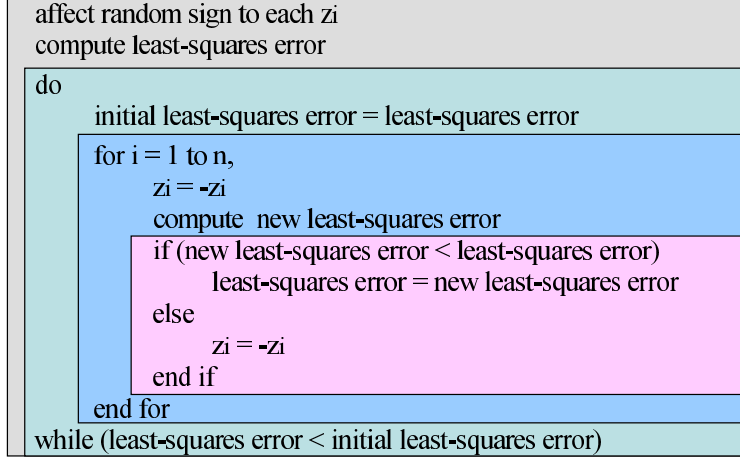 affect random sign to each zi
compute least-squares error
do
initial least-squares error = least-squares error
for i = 1 to n,
zi = -zi
compute new least-squares error
if (new least-squares error < least-squares error)
least-squares error = new least-squares error
else
zi = -zi
end if
end for
while (least-squares error < initial least-squares error)